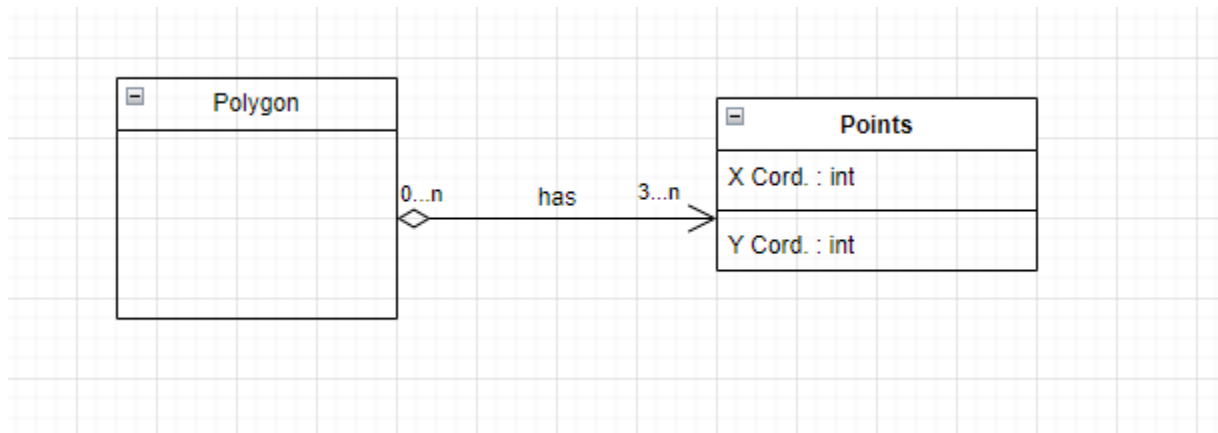 Polygon
Points
X Cord. : int
0...n
has
3...n
Y Cord. : int